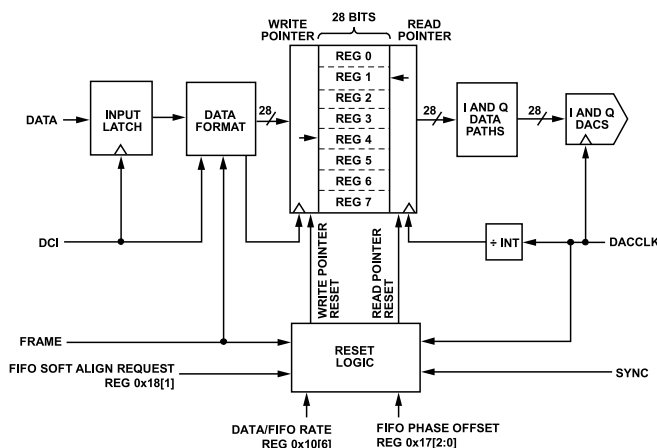 WRITE
POINTER
28 BITS
READ
POINTER
REG 0
REG 1
REG 2
REG 3
REG 4
REG 5
REG 6
REG 7
DATA
INPUT
LATCH
DATA
FORMAT
28
28
I AND Q
DATA
PATHS
28
I AND Q
DACS
DCI
÷ INT
DACCLK
WRITE POINTER
RESET
READ POINTER
RESET
FRAME
RESET
LOGIC
FIFO SOFT ALIGN REQUEST
REG 0x18[1]
SYNC
DATA/FIFO RATE
REG 0x10[6]
FIFO PHASE OFFSET
REG 0x17[2:0]